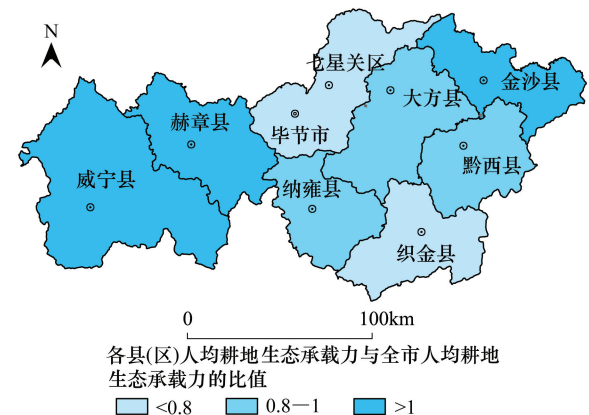 N
七星关区
金沙县
大方县
赫章县
毕节市
黔西县
威宁县
纳雍县
织金县
0 100km
各县(区)人均耕地生态承载力与全市人均耕地
生态承载力的比值
<0.8 0.8—1 >1